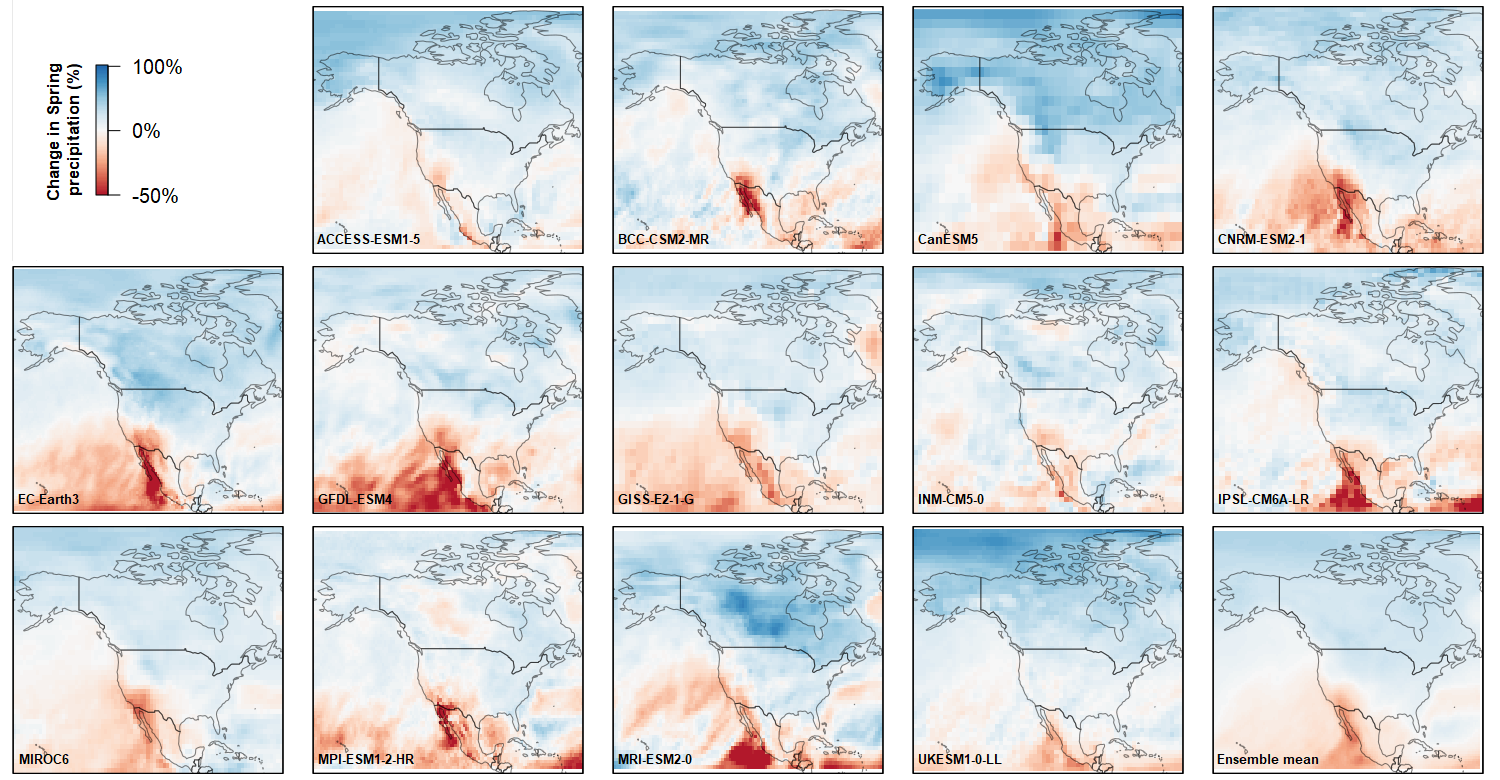 Change in Spring
precipitation (%)
100%
0%
-50%
ACCESS-ESM1-5
BCC-CSM2-MR
CanESM5
CNRM-ESM2-1
EC-Earth3
GFDL-ESM4
GISS-E2-1-G
INM-CM5-0
IPSL-CM6A-LR
MIROC6
MPI-ESM1-2-HR
MRI-ESM2-0
UKESM1-0-LL
Ensemble mean